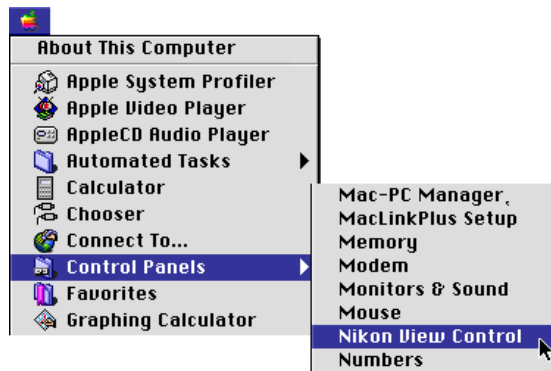 About This Computer
Apple System Profiler
Apple Video Player
AppleCD Audio Player
Automated Tasks
Calculator
Chooser
Connect To...
Control Panels
Favorites
Graphing Calculator
Mac-PC Manager
MacLinkPlus Setup
Memory
Modem
Monitors & Sound
Mouse
Nikon View Control
Numbers